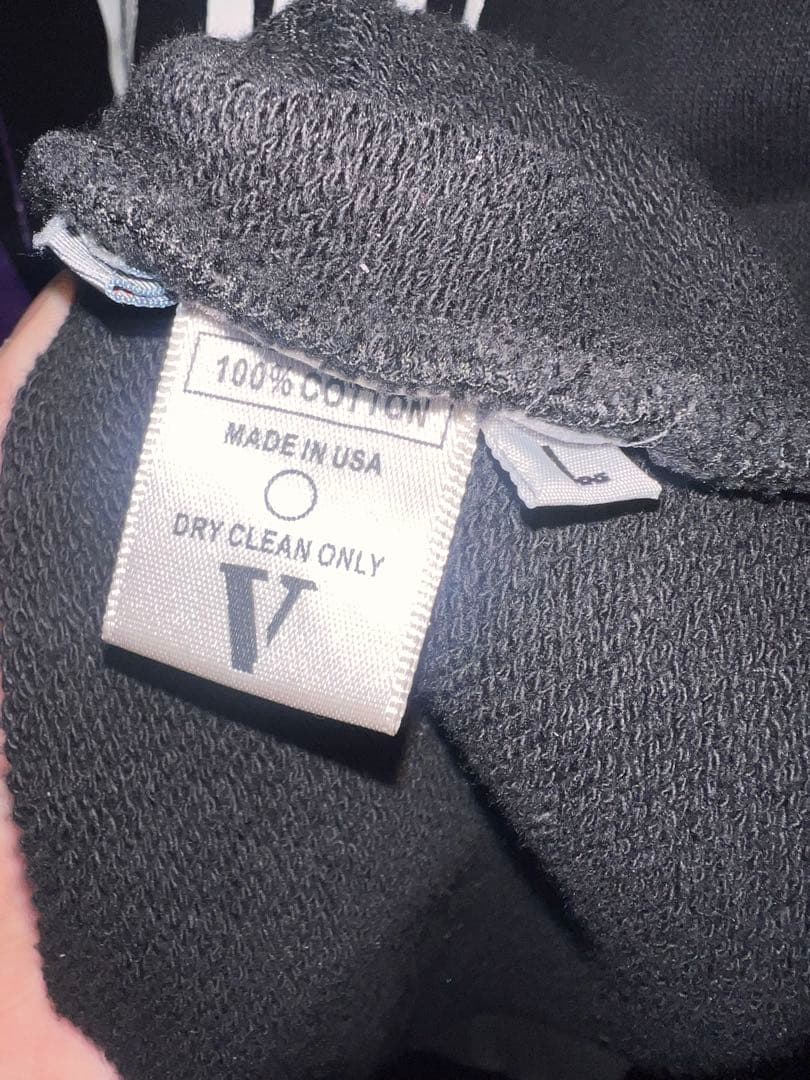 100% COTTON
MADE IN USA
DRY CLEAN ONLY
V